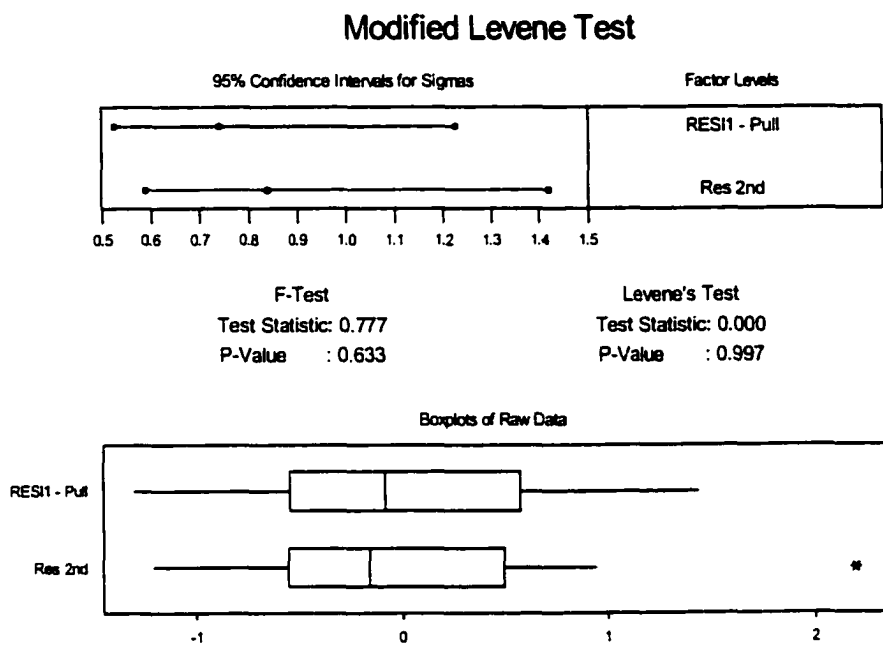 Modified Levene Test
95% Confidence Intervals for Sigmas
Factor Levels
RESI1 - Pull
Res 2nd
0.5 0.6 0.7 0.8 0.9 1.0 1.1 1.2 1.3 1.4 1.5
F-Test
Test Statistic: 0.777
P-Value : 0.633
Levene's Test
Test Statistic: 0.000
P-Value : 0.997
Boxplots of Raw Data
RESI1 - Pull
Res 2nd
-1 0 1 2